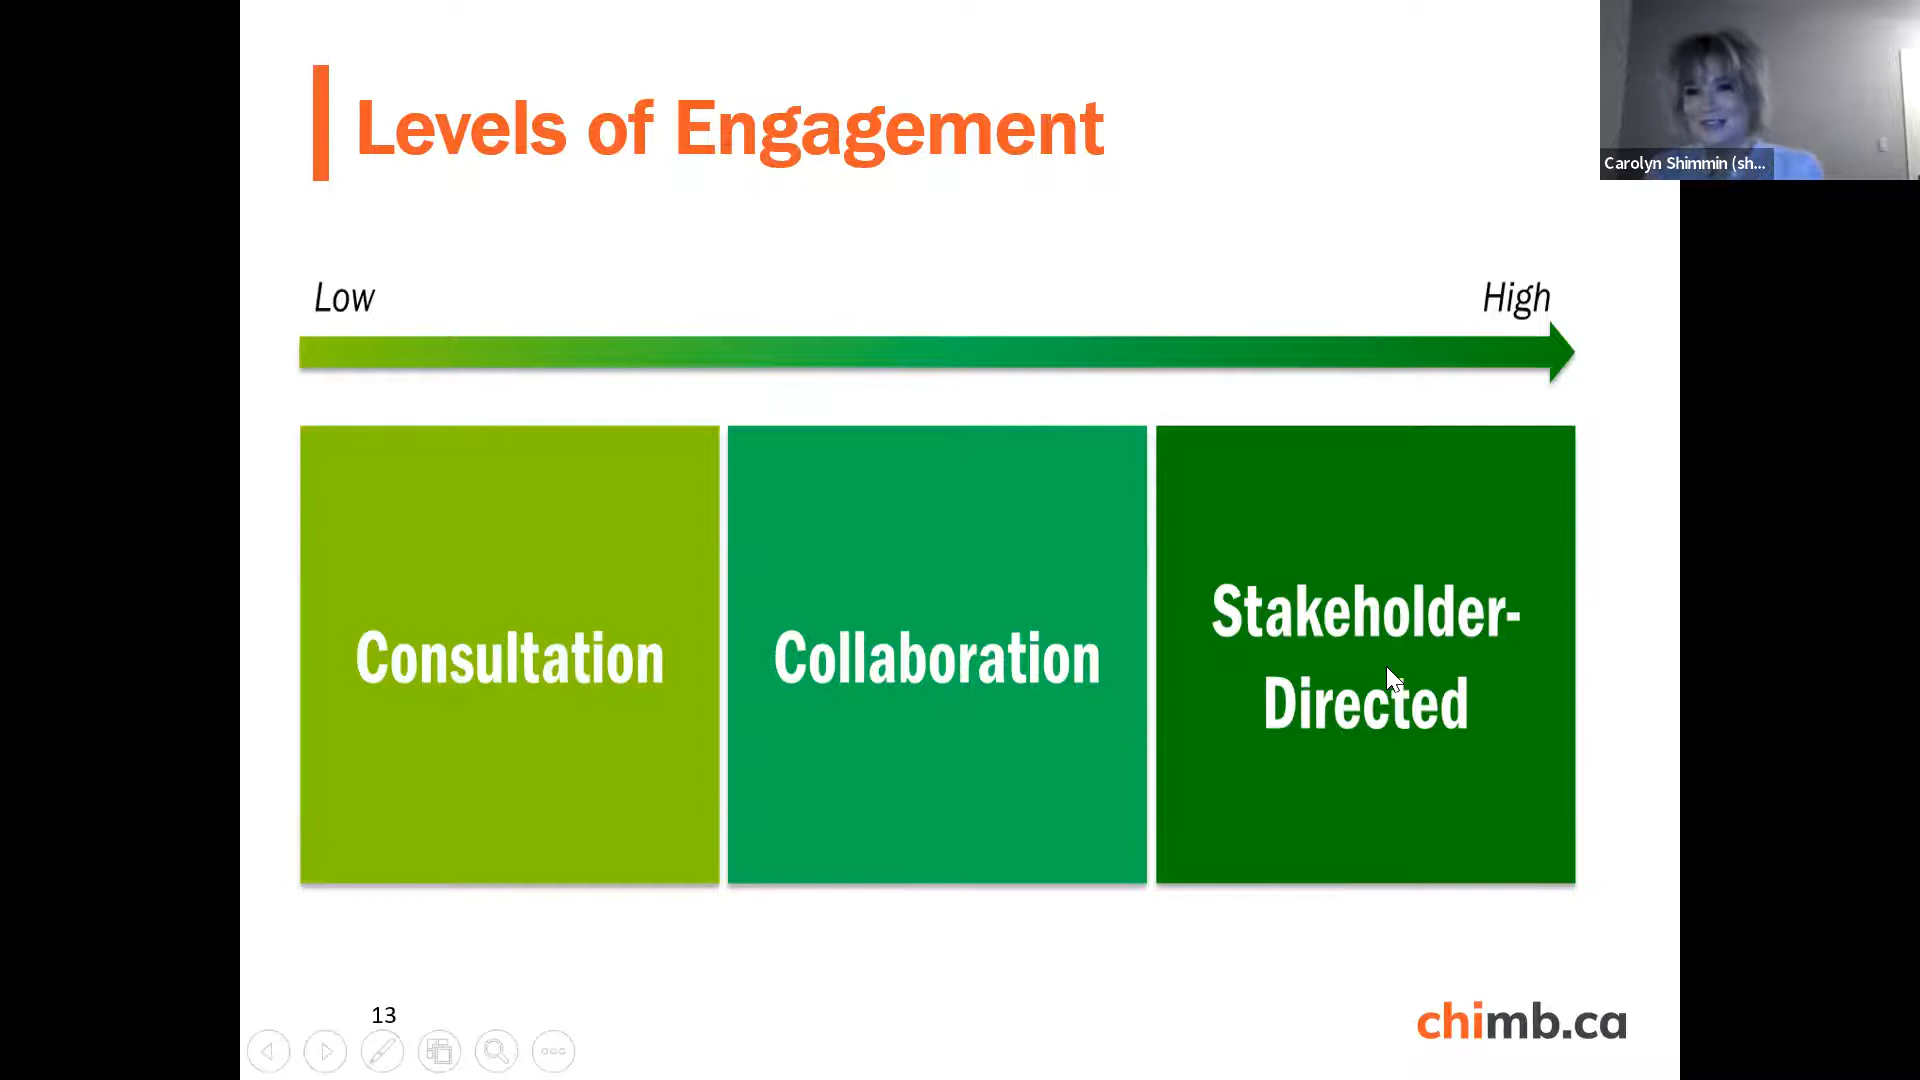 Levels of Engagement
Carolyn Shimmin (sh...
Low
High
Consultation
Collaboration
Stakeholder-
Directed
13
chimb.ca